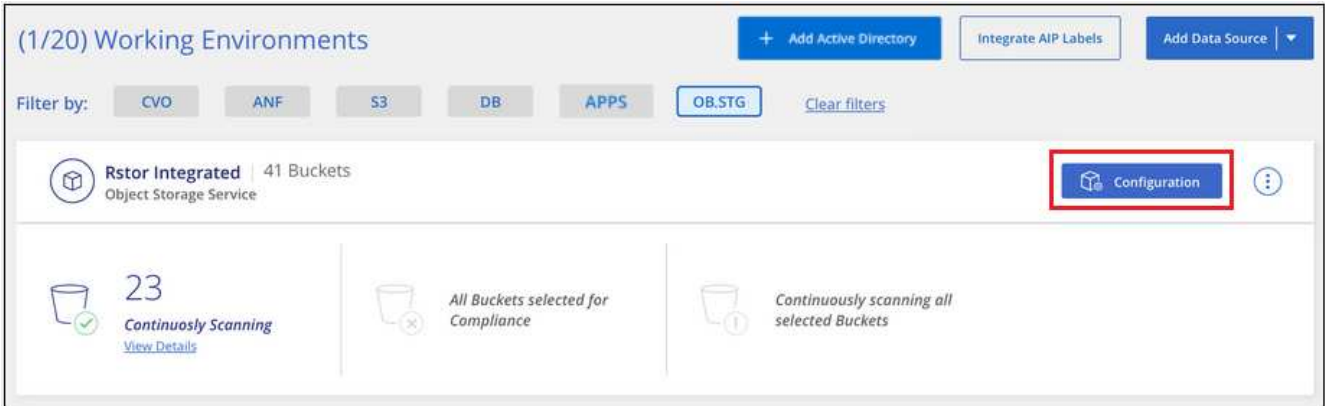 (1/20) Working Environments
+ Add Active Directory
Integrate AIP Labels
Add Data Source
Filter by:
CVO
ANF
S3
DB
APPS
OB.STG
Clear filters
Rstor Integrated | 41 Buckets
Object Storage Service
Configuration
23
Continuosly Scanning
View Details
All Buckets selected for
Compliance
Continuously scanning all
selected Buckets